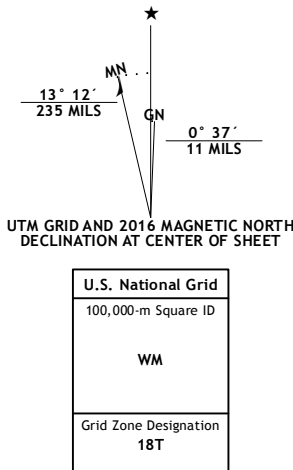 ★
MN
GN
13° 12´
235 MILS
0° 37´
11 MILS
UTM GRID AND 2016 MAGNETIC NORTH
DECLINATION AT CENTER OF SHEET
U.S. National Grid
100,000-m Square ID
WM
Grid Zone Designation
18T